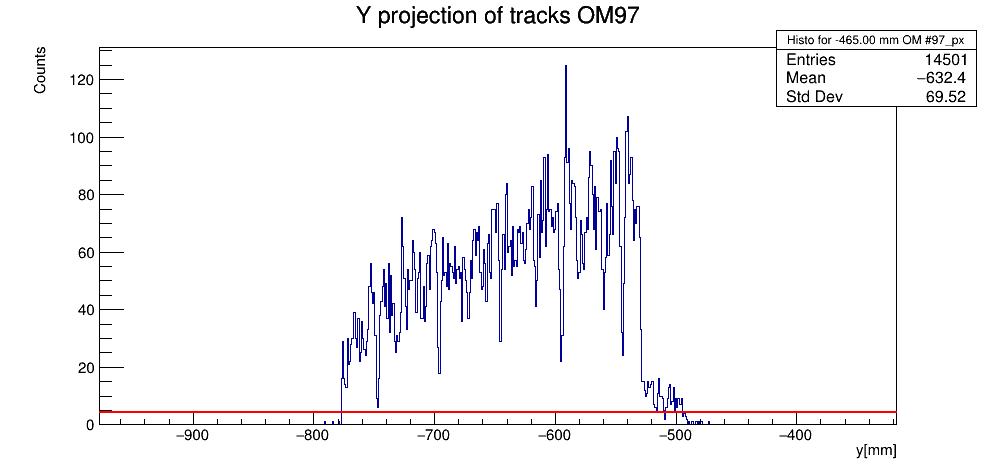 Y projection of tracks OM97
Histo for -465.00 mm OM #97_px
Entries 14501
Mean −632.4
Std Dev 69.52
Counts
120
100
80
60
40
20
0
−900 −800 −700 −600 −500 −400
y[mm]